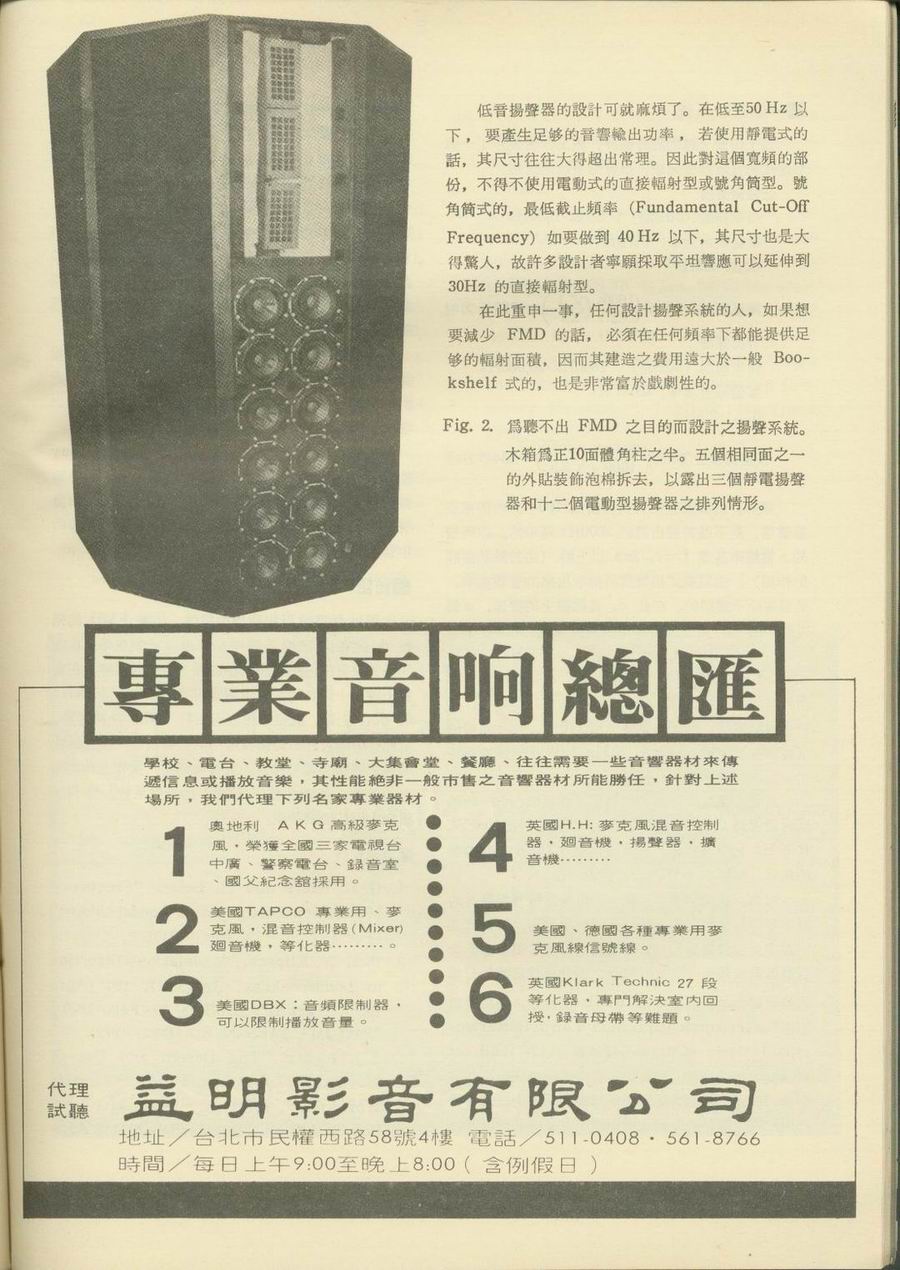 低音揚聲器的設計可就麻煩了。在低至50 Hz 以
下，要產生足够的音響輸出功率，若使用靜電式的
話，其尺寸往往大得超出常理。因此對這個寬頻的部
份，不得不使用電動式的直接輻射型或號角筒型。號
角筒式的，最低截止頻率 (Fundamental Cut-Off
Frequency) 如要做到 40 Hz 以下，其尺寸也是大
得驚人，故許多設計者寧願採取平坦響應可以延伸到
30Hz 的直接輻射型。
在此重申一事，任何設計揚聲系統的人，如果想
要減少 FMD 的話，必須在任何頻率下都能提供足
够的輻射面積，因而其建造之費用遠大於一般 Boo-
kshelf 式的，也是非常富於戲劇性的。
Fig. 2. 爲聽不出 FMD 之目的而設計之揚聲系統。
木箱爲正10面體角柱之半。五個相同面之一
的外貼裝飾泡棉拆去，以露出三個靜電揚聲
器和十二個電動型揚聲器之排列情形。
專業音响總匯
學校、電台、教堂、寺廟、大集會堂、餐廳、往往需要一些音響器材來傳
遞信息或播放音樂，其性能絕非一般市售之音響器材所能勝任，針對上述
場所，我們代理下列名家專業器材。
1 奧地利 AKG高級麥克
風，榮獲全國三家電視台
中廣、警察電台、録音室
、國父紀念舘採用。
2 美國TAPCO 專業用、麥
克風，混音控制器(Mixer)
廻音機，等化器………。
3 美國DBX：音頻限制器，
可以限制播放音量。
4 英國H.H: 麥克風混音控制
器，廻音機，揚聲器，擴
音機………
5 美國、德國各種專業用麥
克風線信號線。
6 英國Klark Technic 27 段
等化器，專門解決室內回
授，録音母帶等難題。
代理
試聽
益明影音有限公司
地址／台北市民權西路58號4樓 電話／511-0408・561-8766
時間／每日上午9:00至晚上8:00（含例假日）